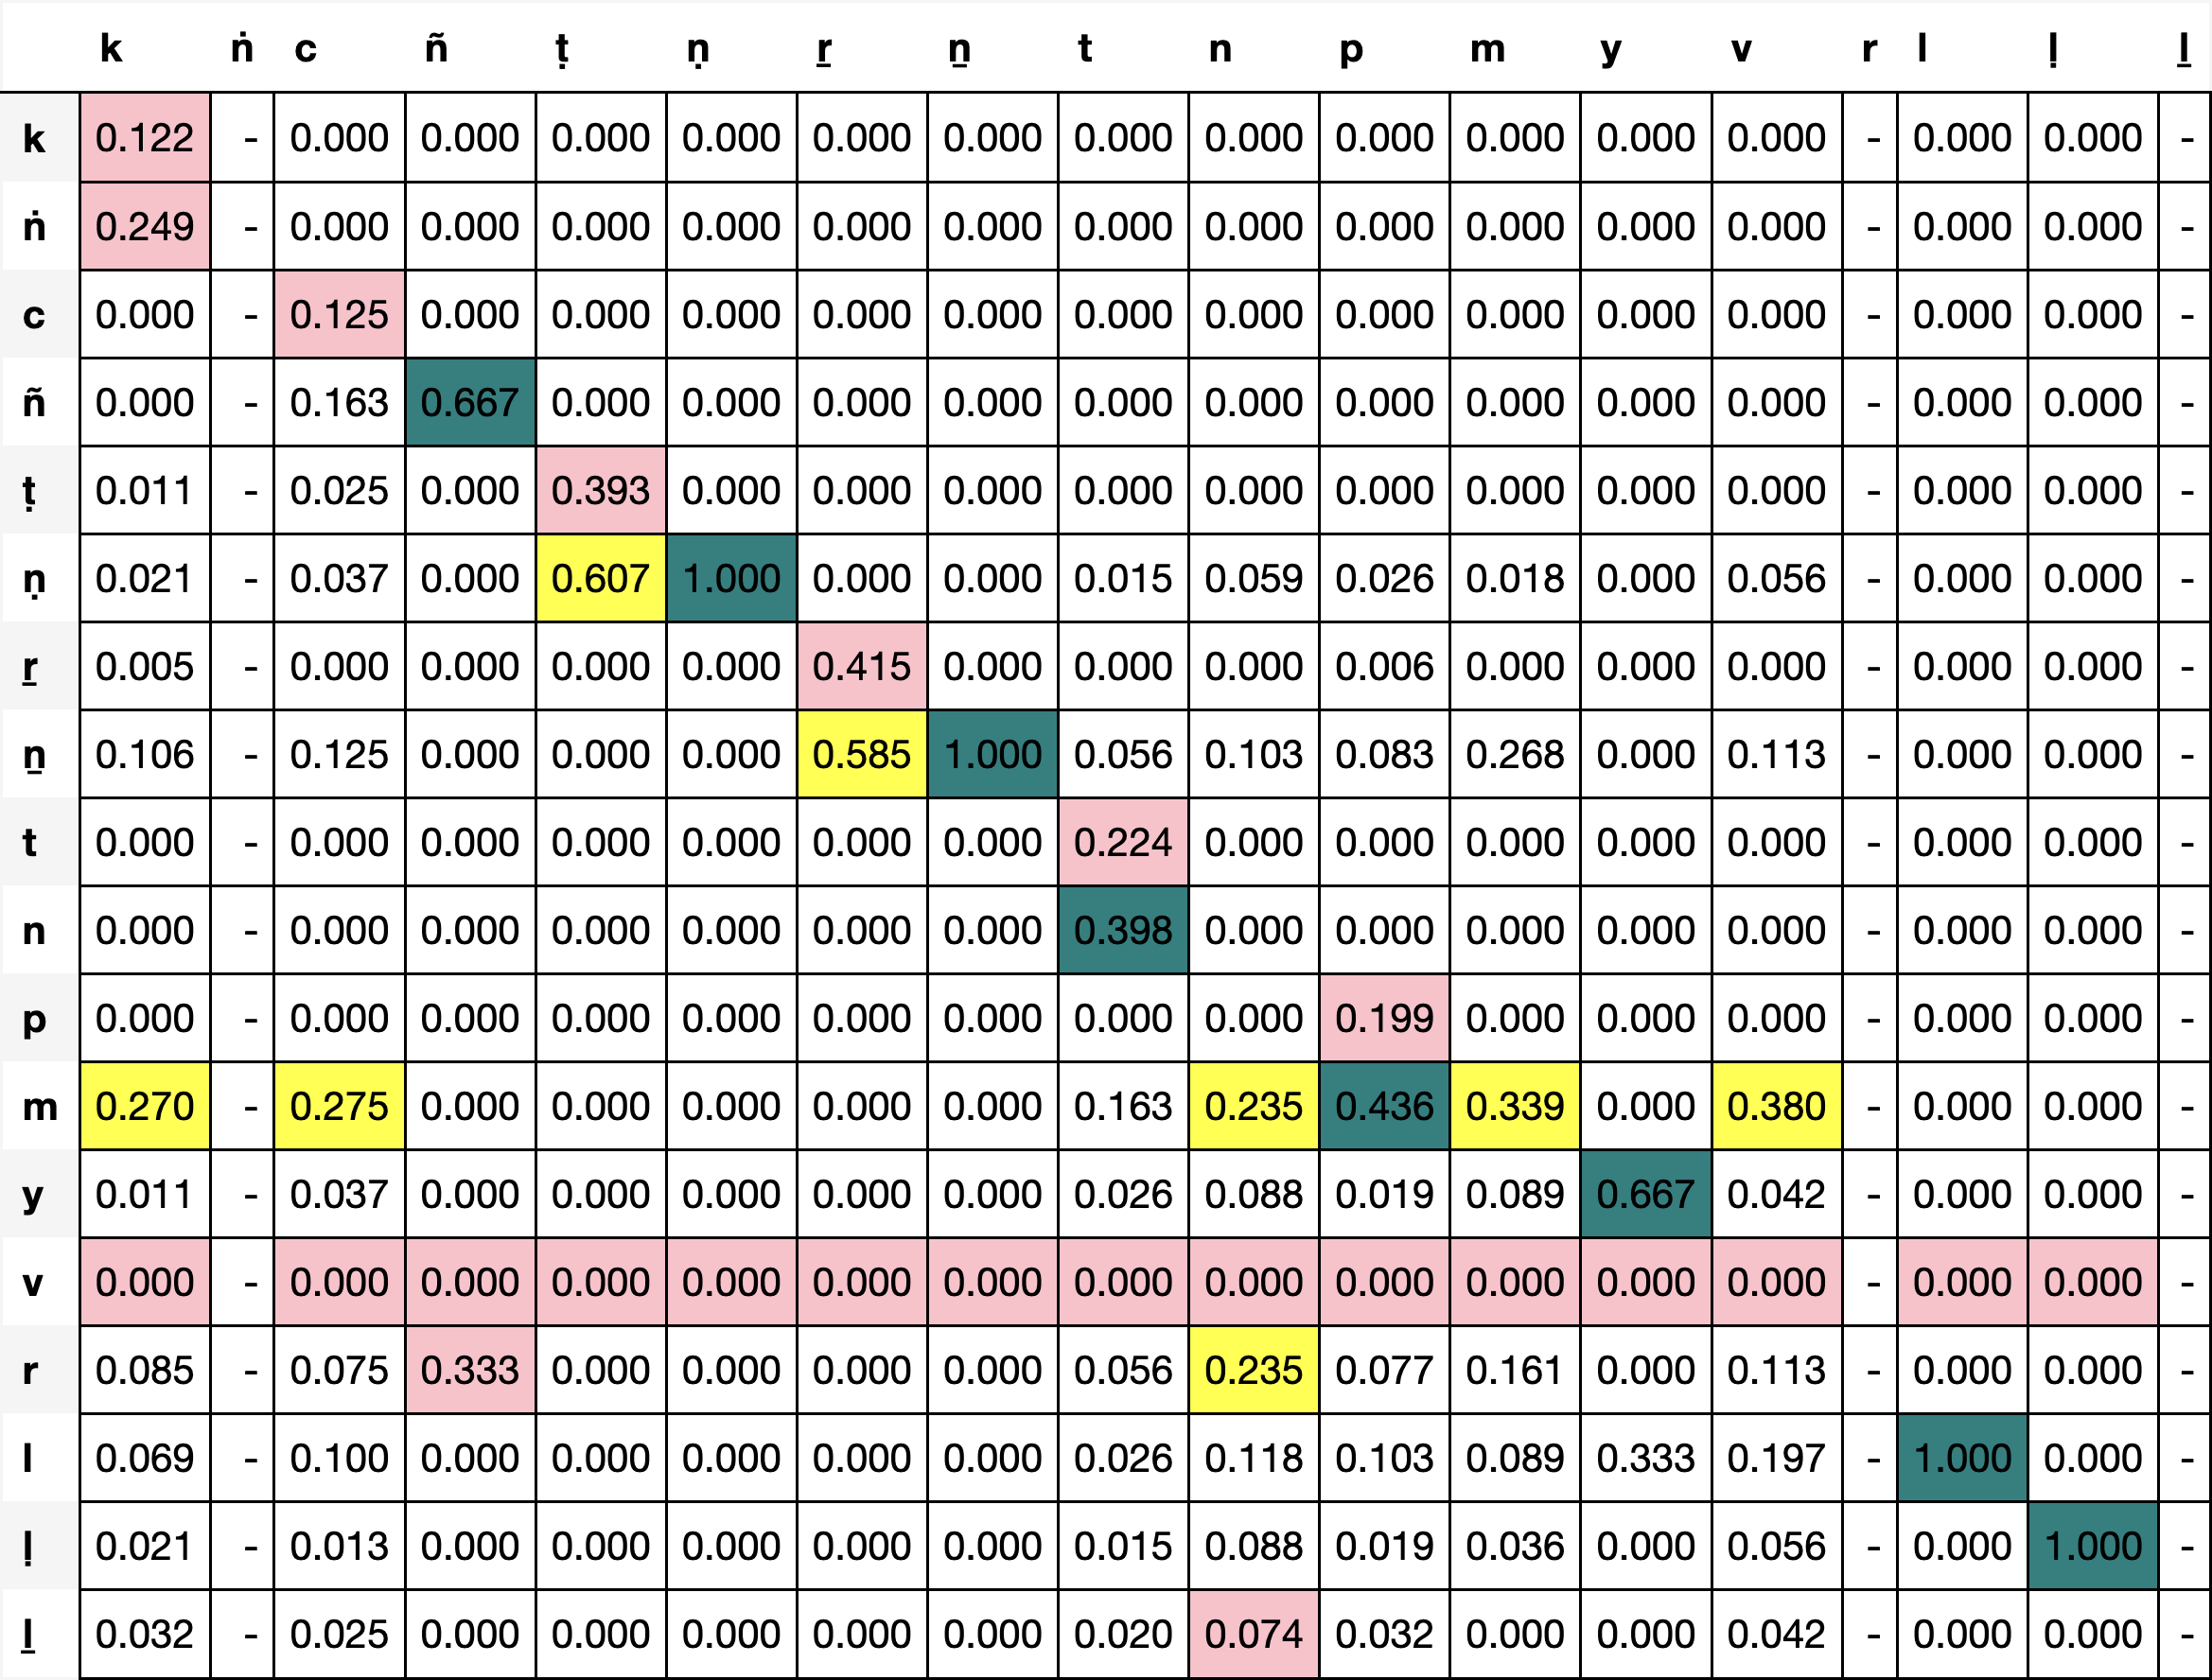 k ṅ c ñ ṭ ṇ ṟ ṉ t n p m y v r l ḷ ḻ
k 0.122 - 0.000 0.000 0.000 0.000 0.000 0.000 0.000 0.000 0.000 0.000 0.000 0.000 - 0.000 0.000 -
ṅ 0.249 - 0.000 0.000 0.000 0.000 0.000 0.000 0.000 0.000 0.000 0.000 0.000 0.000 - 0.000 0.000 -
c 0.000 - 0.125 0.000 0.000 0.000 0.000 0.000 0.000 0.000 0.000 0.000 0.000 0.000 - 0.000 0.000 -
ñ 0.000 - 0.163 0.667 0.000 0.000 0.000 0.000 0.000 0.000 0.000 0.000 0.000 0.000 - 0.000 0.000 -
ṭ 0.011 - 0.025 0.000 0.393 0.000 0.000 0.000 0.000 0.000 0.000 0.000 0.000 0.000 - 0.000 0.000 -
ṇ 0.021 - 0.037 0.000 0.607 1.000 0.000 0.000 0.015 0.059 0.026 0.018 0.000 0.056 - 0.000 0.000 -
ṟ 0.005 - 0.000 0.000 0.000 0.000 0.415 0.000 0.000 0.000 0.006 0.000 0.000 0.000 - 0.000 0.000 -
ṉ 0.106 - 0.125 0.000 0.000 0.000 0.585 1.000 0.056 0.103 0.083 0.268 0.000 0.113 - 0.000 0.000 -
t 0.000 - 0.000 0.000 0.000 0.000 0.000 0.000 0.224 0.000 0.000 0.000 0.000 0.000 - 0.000 0.000 -
n 0.000 - 0.000 0.000 0.000 0.000 0.000 0.000 0.398 0.000 0.000 0.000 0.000 0.000 - 0.000 0.000 -
p 0.000 - 0.000 0.000 0.000 0.000 0.000 0.000 0.000 0.000 0.199 0.000 0.000 0.000 - 0.000 0.000 -
m 0.270 - 0.275 0.000 0.000 0.000 0.000 0.000 0.163 0.235 0.436 0.339 0.000 0.380 - 0.000 0.000 -
y 0.011 - 0.037 0.000 0.000 0.000 0.000 0.000 0.026 0.088 0.019 0.089 0.667 0.042 - 0.000 0.000 -
v 0.000 - 0.000 0.000 0.000 0.000 0.000 0.000 0.000 0.000 0.000 0.000 0.000 0.000 - 0.000 0.000 -
r 0.085 - 0.075 0.333 0.000 0.000 0.000 0.000 0.056 0.235 0.077 0.161 0.000 0.113 - 0.000 0.000 -
l 0.069 - 0.100 0.000 0.000 0.000 0.000 0.000 0.026 0.118 0.103 0.089 0.333 0.197 - 1.000 0.000 -
ḷ 0.021 - 0.013 0.000 0.000 0.000 0.000 0.000 0.015 0.088 0.019 0.036 0.000 0.056 - 0.000 1.000 -
ḻ 0.032 - 0.025 0.000 0.000 0.000 0.000 0.000 0.020 0.074 0.032 0.000 0.000 0.042 - 0.000 0.000 -